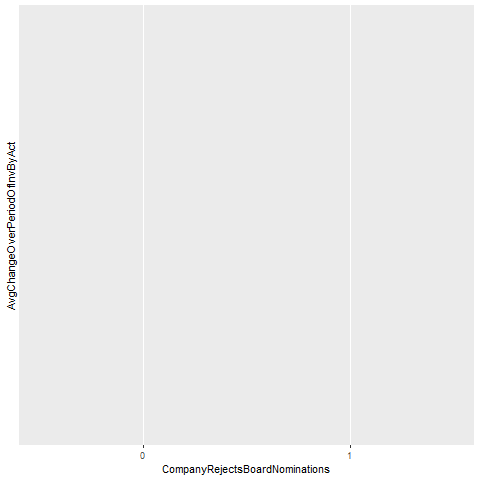 AvgChangeOverPeriodOfInvByAct
0 1
CompanyRejectsBoardNominations